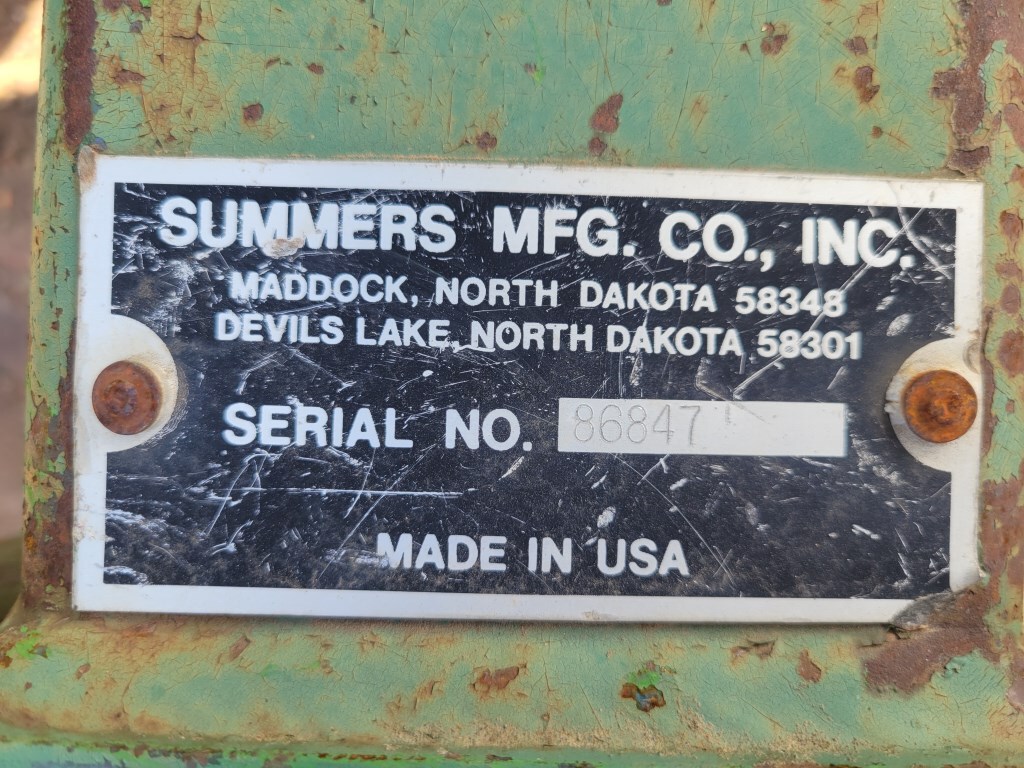 SUMMERS MFG. CO., INC.
MADDOCK, NORTH DAKOTA 58348
DEVILS LAKE, NORTH DAKOTA 58301
SERIAL NO. 86847
MADE IN USA